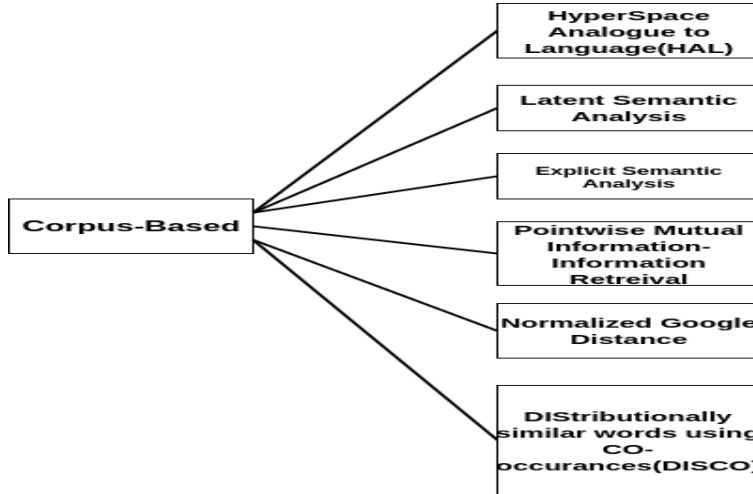 HyperSpace
Analogue to
Language(HAL)
Latent Semantic
Analysis
Explicit Semantic
Analysis
Corpus-Based
Pointwise Mutual
Information-
Information
Retreival
Normalized Google
Distance
DIStributionally
similar words using
CO-
occurances(DISCO)